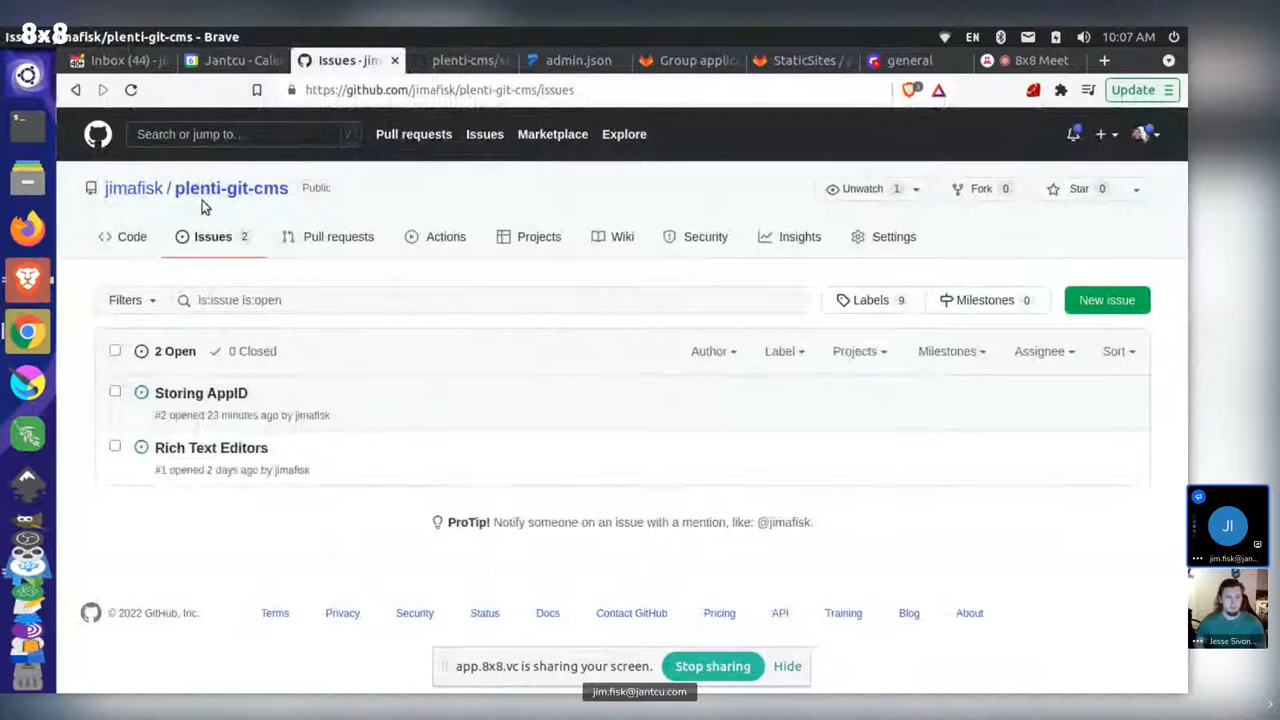 8x8
Iss
mafisk/plenti-git-cms - Brave
EN
10:07 AM
Inbox (44) - ji
Jantcu - Cale
Issues · jim
plenti-cms/s
admin.json
Group applic
StaticSites /
general
8x8 Meet
https://github.com/jimafisk/plenti-git-cms/issues
Update
Search or jump to...
/
Pull requests
Issues
Marketplace
Explore
jimafisk / plenti-git-cms
Public
Unwatch 1
Fork 0
Star 0
Code
Issues 2
Pull requests
Actions
Projects
Wiki
Security
Insights
Settings
Filters
is:issue is:open
Labels 9
Milestones 0
New issue
2 Open
0 Closed
Author
Label
Projects
Milestones
Assignee
Sort
Storing AppID
#2 opened 23 minutes ago by jimafisk
Rich Text Editors
#1 opened 2 days ago by jimafisk
ProTip! Notify someone on an issue with a mention, like: @jimafisk.
JI
jim.fisk@jan...
Jesse Sivon...
© 2022 GitHub, Inc.
Terms
Privacy
Security
Status
Docs
Contact GitHub
Pricing
API
Training
Blog
About
app.8x8.vc is sharing your screen.
Stop sharing
Hide
jim.fisk@jantcu.com